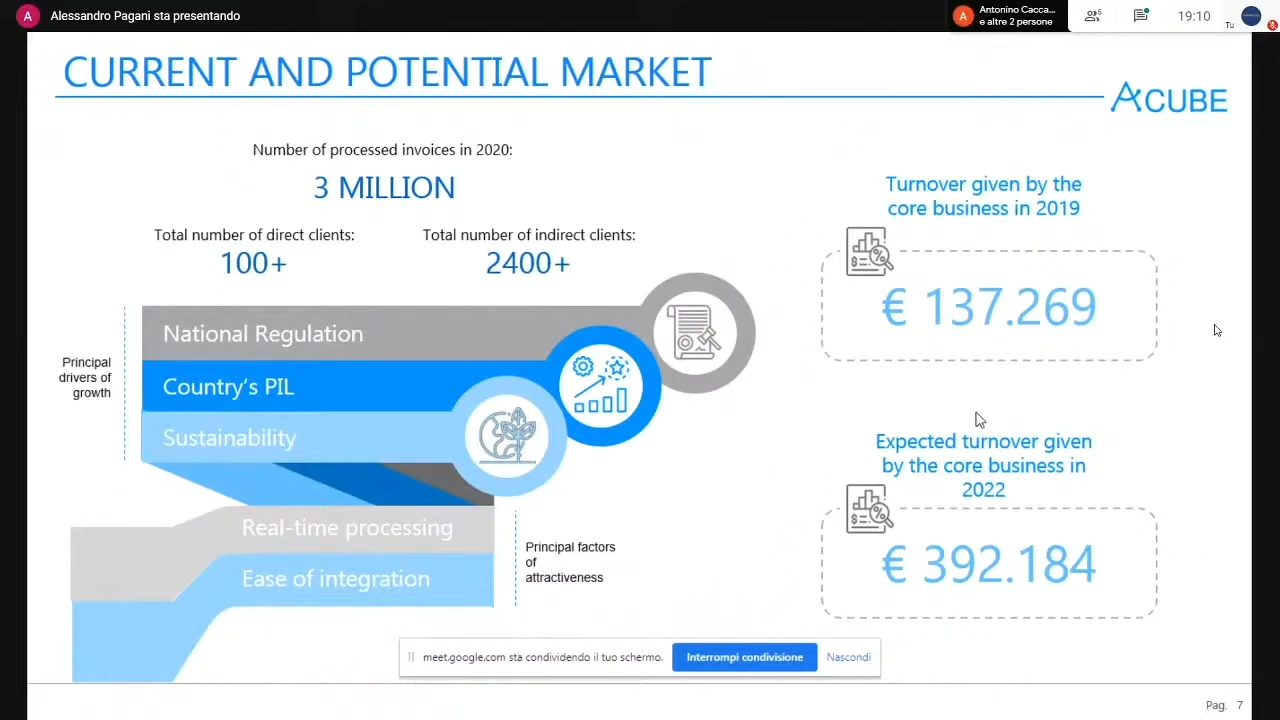 A
Alessandro Pagani sta presentando
A
Antonino Cacca...
e altre 2 persone
5
19:10
Tu
CURRENT AND POTENTIAL MARKET
ACUBE
Number of processed invoices in 2020:
3 MILLION
Total number of direct clients:
100+
Total number of indirect clients:
2400+
Principal
drivers of
growth
National Regulation
Country's PIL
Sustainability
Real-time processing
Ease of integration
Principal factors
of
attractiveness
Turnover given by the
core business in 2019
€ 137.269
Expected turnover given
by the core business in
2022
€ 392.184
meet.google.com sta condividendo il tuo schermo.
Interrompi condivisione
Nascondi
Pag. 7